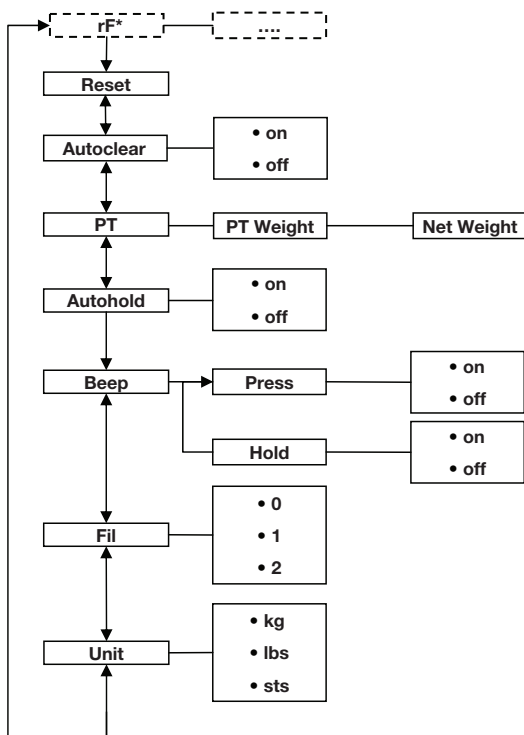 rF*
....
Reset
Autoclear
• on
• off
PT
PT Weight
Net Weight
Autohold
• on
• off
Beep
Press
• on
• off
Hold
• on
• off
Fil
• 0
• 1
• 2
Unit
• kg
• lbs
• sts